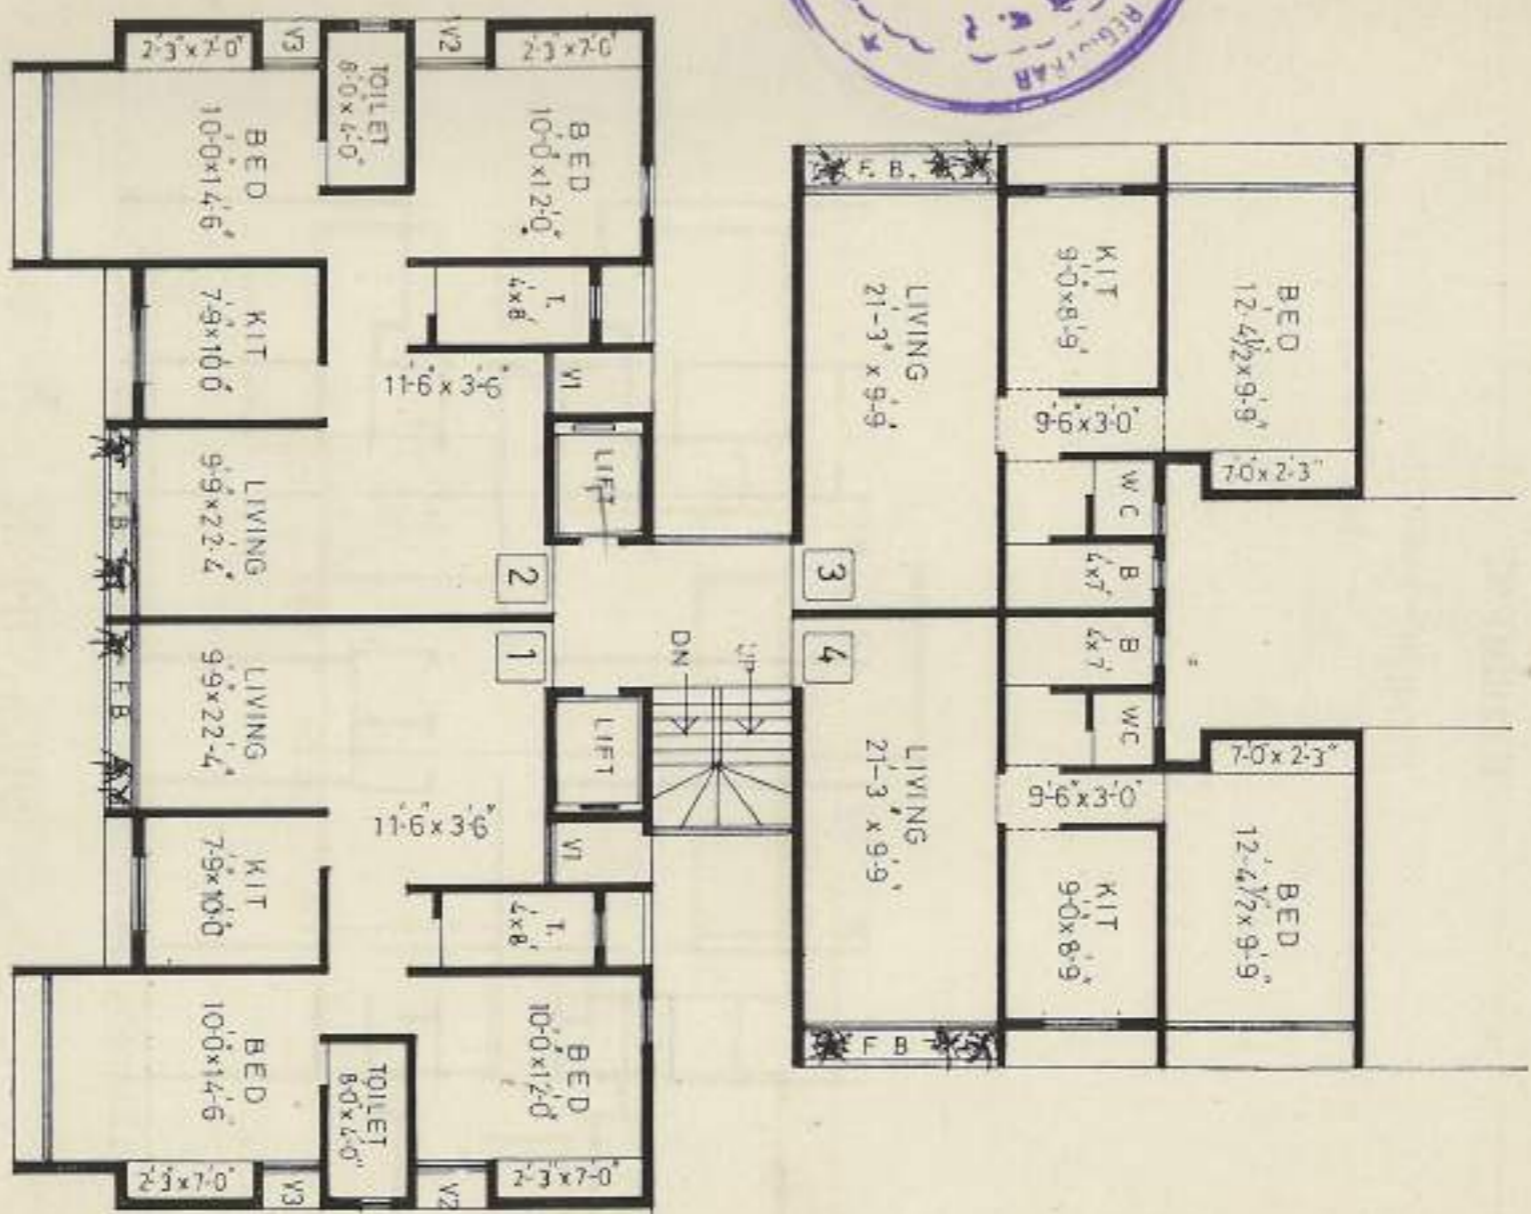 REGISTRAR
2'-3"x7'-0"
V3
TOILET
8'-0"x4'-0"
V2
2'-3"x7'-0"
BED
10'-0"x14'-6"
BED
10'-0"x12'-0"
KIT
7'-9"x10'-0"
T.
4'x8'
11'-6" x 3'-6"
V1
LIFT
LIVING
9'-9"x22'-4"
F B
2
F. B.
LIVING
21'-3" x 9'-9"
KIT
9'-0"x8'-9"
BED
12'-4½"x9'-9"
9'-6"x3'-0"
7'-0"x2'-3"
W C
B
4'x7'
3
DN
UP
1
LIVING
9'-9"x22'-4"
F B
LIFT
11'-6"x3'-6"
V1
KIT
7'-9"x10'-0"
T.
4'x8'
BED
10'-0"x14'-6"
BED
10'-0"x12'-0"
TOILET
8'-0"x4'-0"
2'-3"x7'-0"
V3
V2
2'-3"x7'-0"
4
B
4'x7'
WC
7'-0"x2'-3"
9'-6"x3'-0"
LIVING
21'-3" x 9'-9"
KIT
9'-0"x8'-9"
BED
12'-4½"x9'-9"
F B